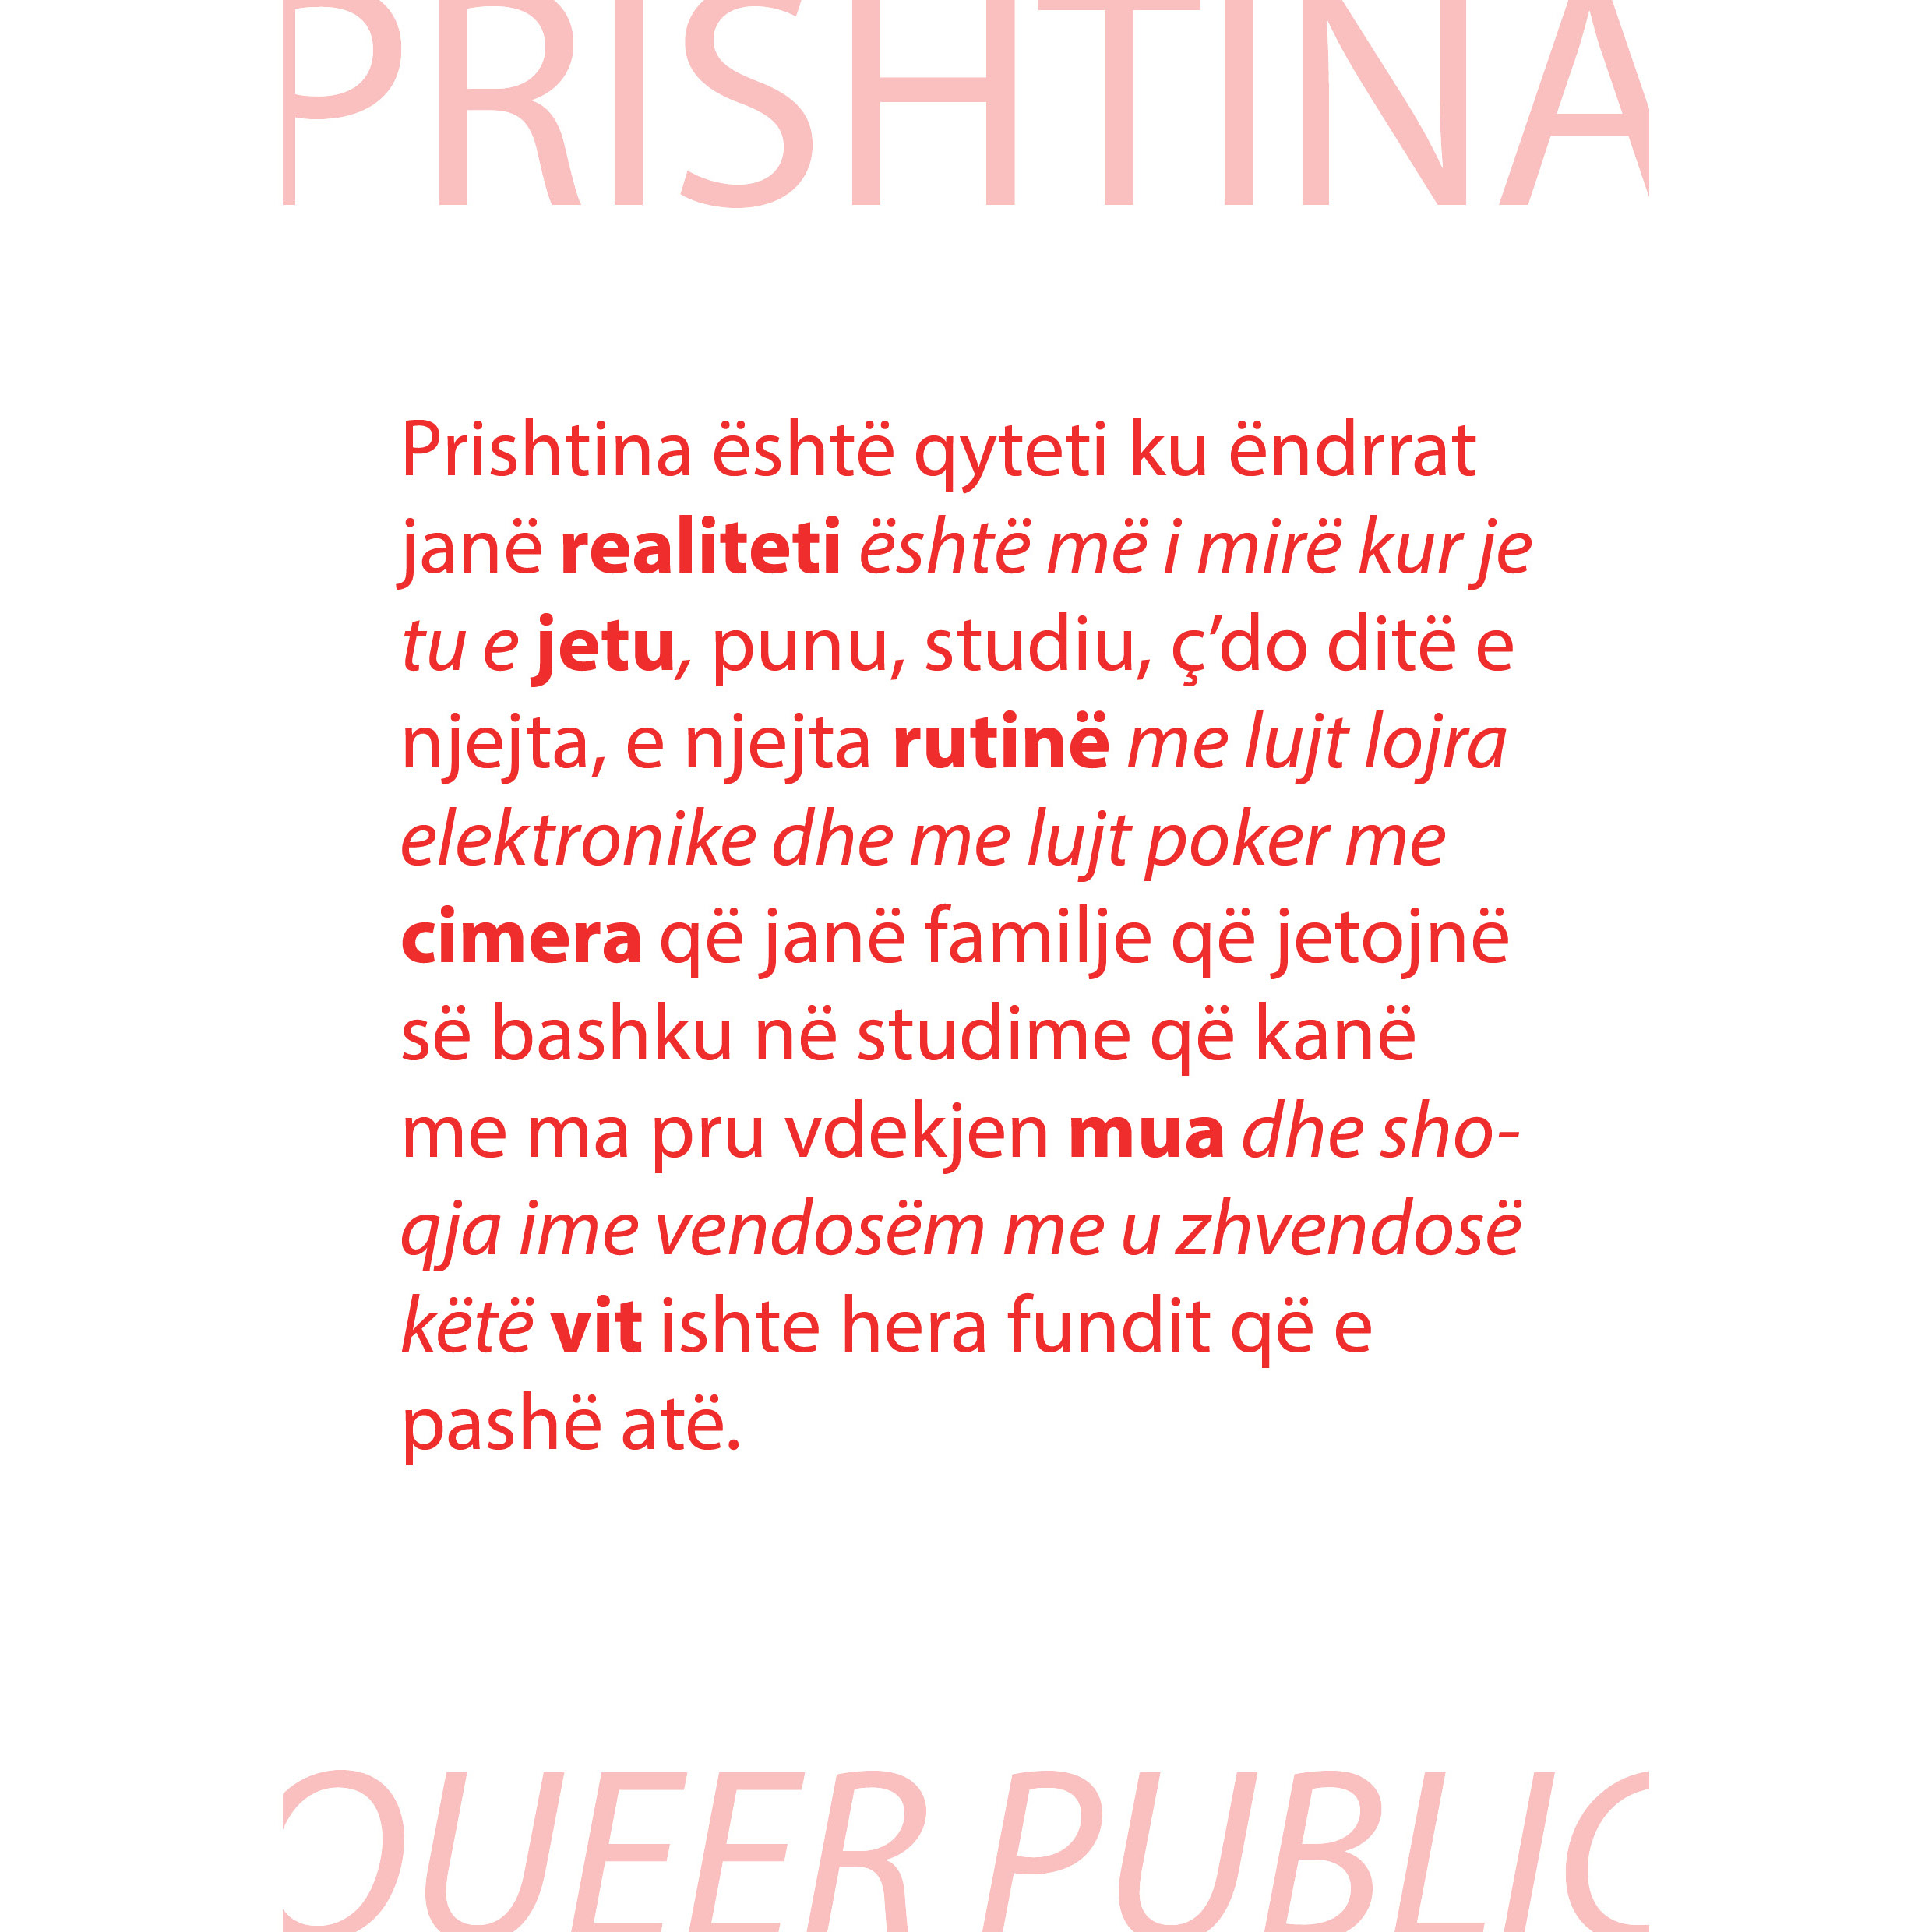 PRISHTINA
Prishtina është qyteti ku ëndrrat
janë realiteti është më i mirë kur je
tu e jetu, punu, studiu, ç’do ditë e
njejta, e njejta rutinë me lujt lojra
elektronike dhe me lujt poker me
cimera që janë familje që jetojnë
së bashku në studime që kanë
me ma pru vdekjen mua dhe sho-
qja ime vendosëm me u zhvendosë
këtë vit ishte hera fundit që e
pashë atë.
QUEER PUBLIC